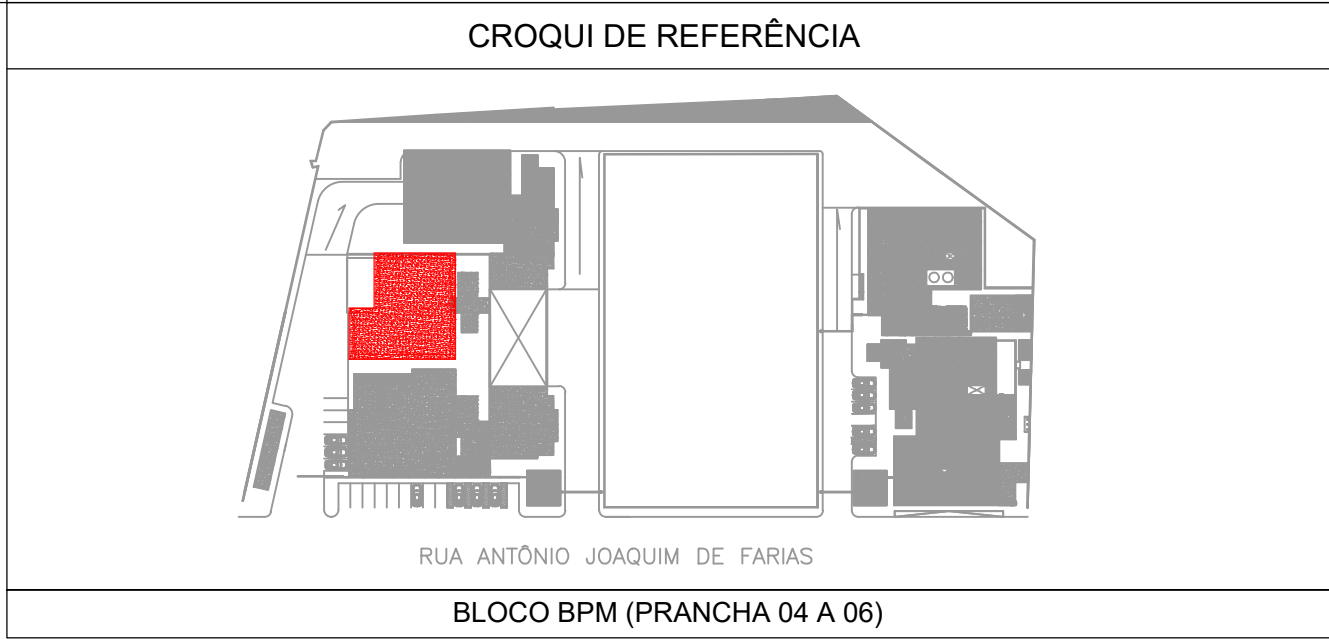 CROQUI DE REFERÊNCIA
RUA ANTÔNIO JOAQUIM DE FARIAS
BLOCO BPM (PRANCHA 04 A 06)